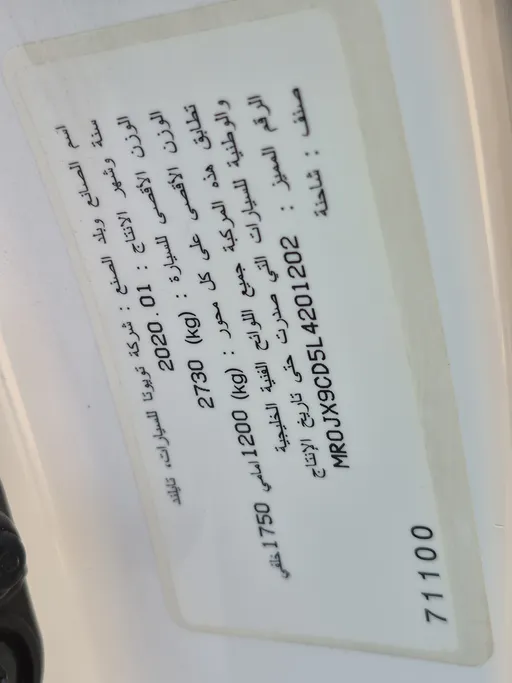 اسم الصانع وبلد الصنع : شركة تويوتا للسيارات، تايلند
سنة وشهر الانتاج : 2020.01
الوزن الأقصى للسيارة : 2730 (kg)
الوزن الأقصى على كل محور : 1200 (kg) امامي 1750 خلفي
تطابق هذه المركبة جميع اللوائح الفنية الخليجية
والوطنية للسيارات التي صدرت حتى تاريخ الإنتاج
الرقم المميز : MR0JX9CD5L4201202
صنف : شاحنة
71100